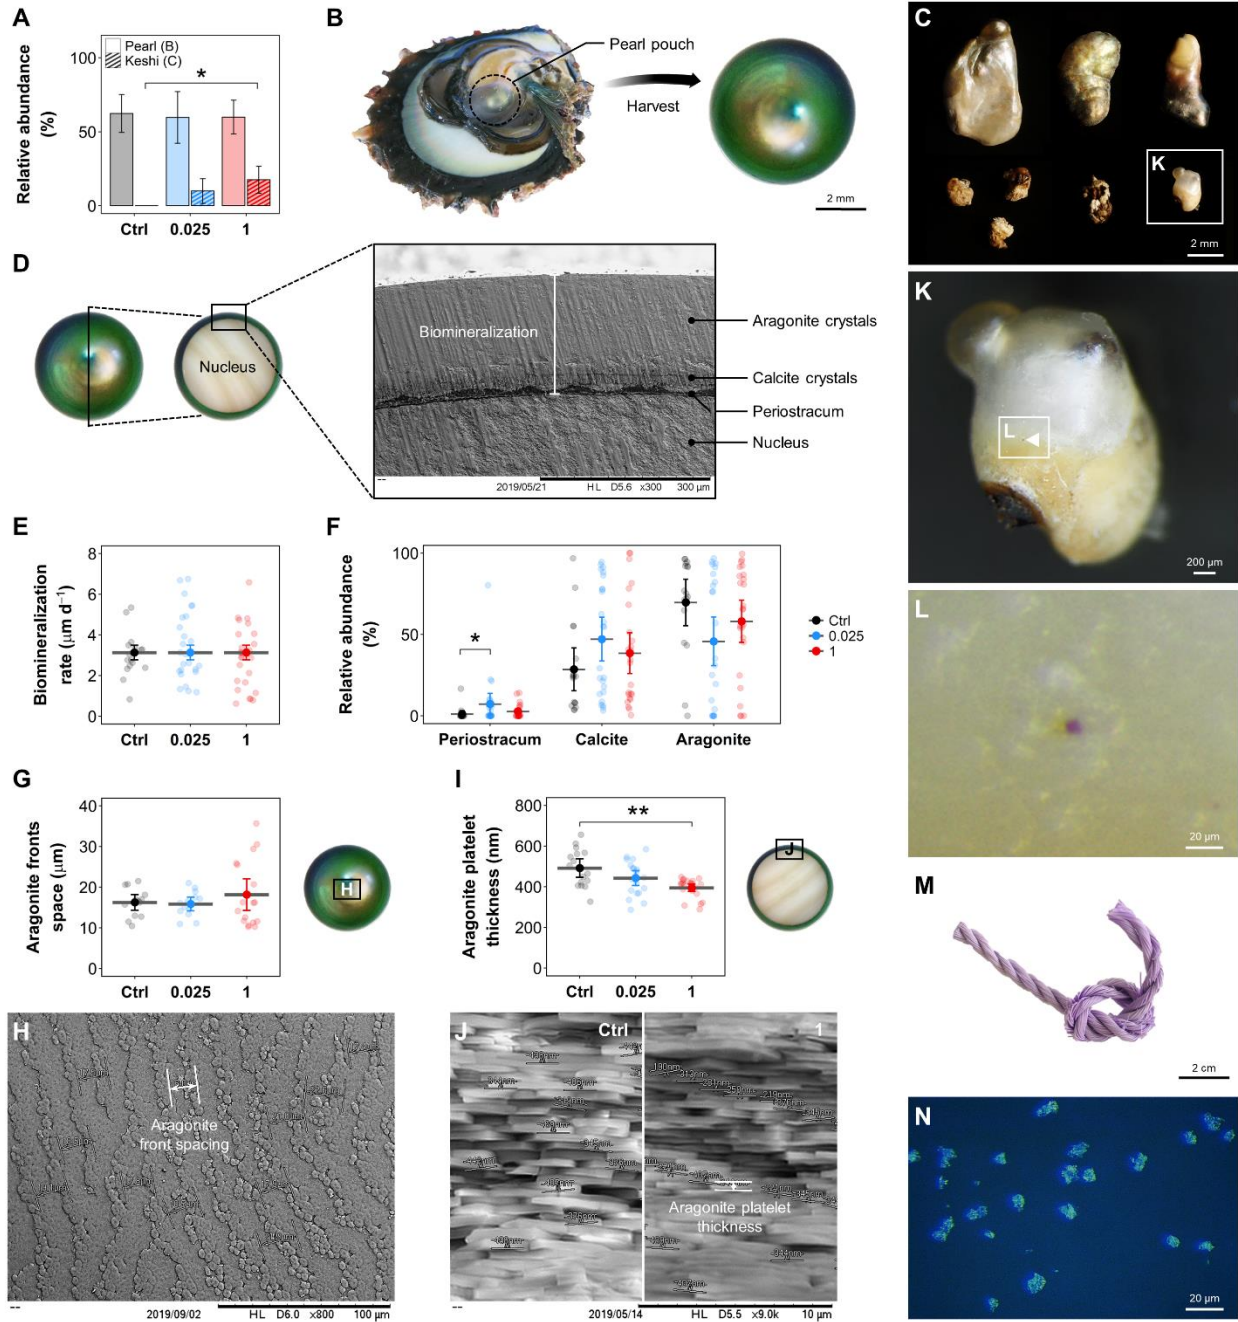 A
Relative abundance
(%)
100
50
0
Pearl (B)
Keshi (C)
*
Ctrl
0.025
1
B
Pearl pouch
Harvest
2 mm
C
K
2 mm
D
Nucleus
Biomineralization
Aragonite crystals
Calcite crystals
Periostracum
Nucleus
2019/05/21 HL D5.6 x300 300 µm
K
L
200 µm
E
Biomineralization
rate (µm d⁻¹)
8
6
4
2
0
Ctrl
0.025
1
F
Relative abundance
(%)
100
50
0
*
Periostracum
Calcite
Aragonite
Ctrl
0.025
1
L
20 µm
G
Aragonite fronts
space (µm)
40
30
20
10
0
Ctrl
0.025
1
H
I
Aragonite platelet
thickness (nm)
800
600
400
200
0
**
Ctrl
0.025
1
J
M
2 cm
H
Aragonite
front spacing
2019/09/02 HL D6.0 x800 100 µm
J
Ctrl
1
Aragonite platelet
thickness
2019/05/14 HL D5.5 x9.0k 10 µm
N
20 µm